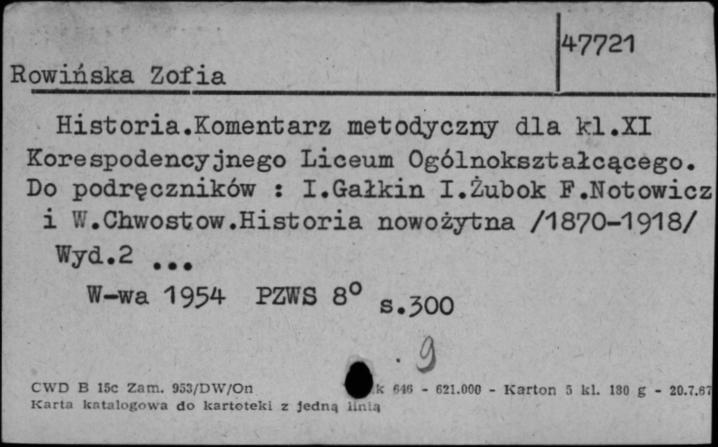 47721
Rowińska Zofia
Historia.Komentarz metodyczny dla kl.XI
Korespodencyjnego Liceum Ogólnokształcącego.
Do podręczników : I.Gałkin I.Żubok F.Notowicz
i W.Chwostow.Historia nowożytna /1870-1918/
Wyd.2 ...
W-wa 1954 PZWS 8° s.300
9
CWD B 15c Zam. 953/DW/On k 646 - 621.000 - Karton 5 kl. 180 g - 20.7.67
Karta katalogowa do kartoteki z jedną linią